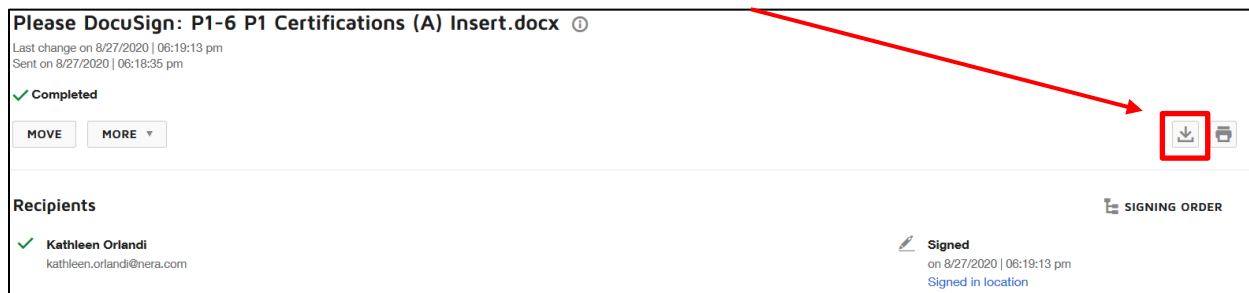 Please DocuSign: P1-6 P1 Certifications (A) Insert.docx
Last change on 8/27/2020 | 06:19:13 pm
Sent on 8/27/2020 | 06:18:35 pm
Completed
MOVE MORE
Recipients SIGNING ORDER
Kathleen Orlandi Signed
kathleen.orlandi@nera.com on 8/27/2020 | 06:19:13 pm
Signed in location